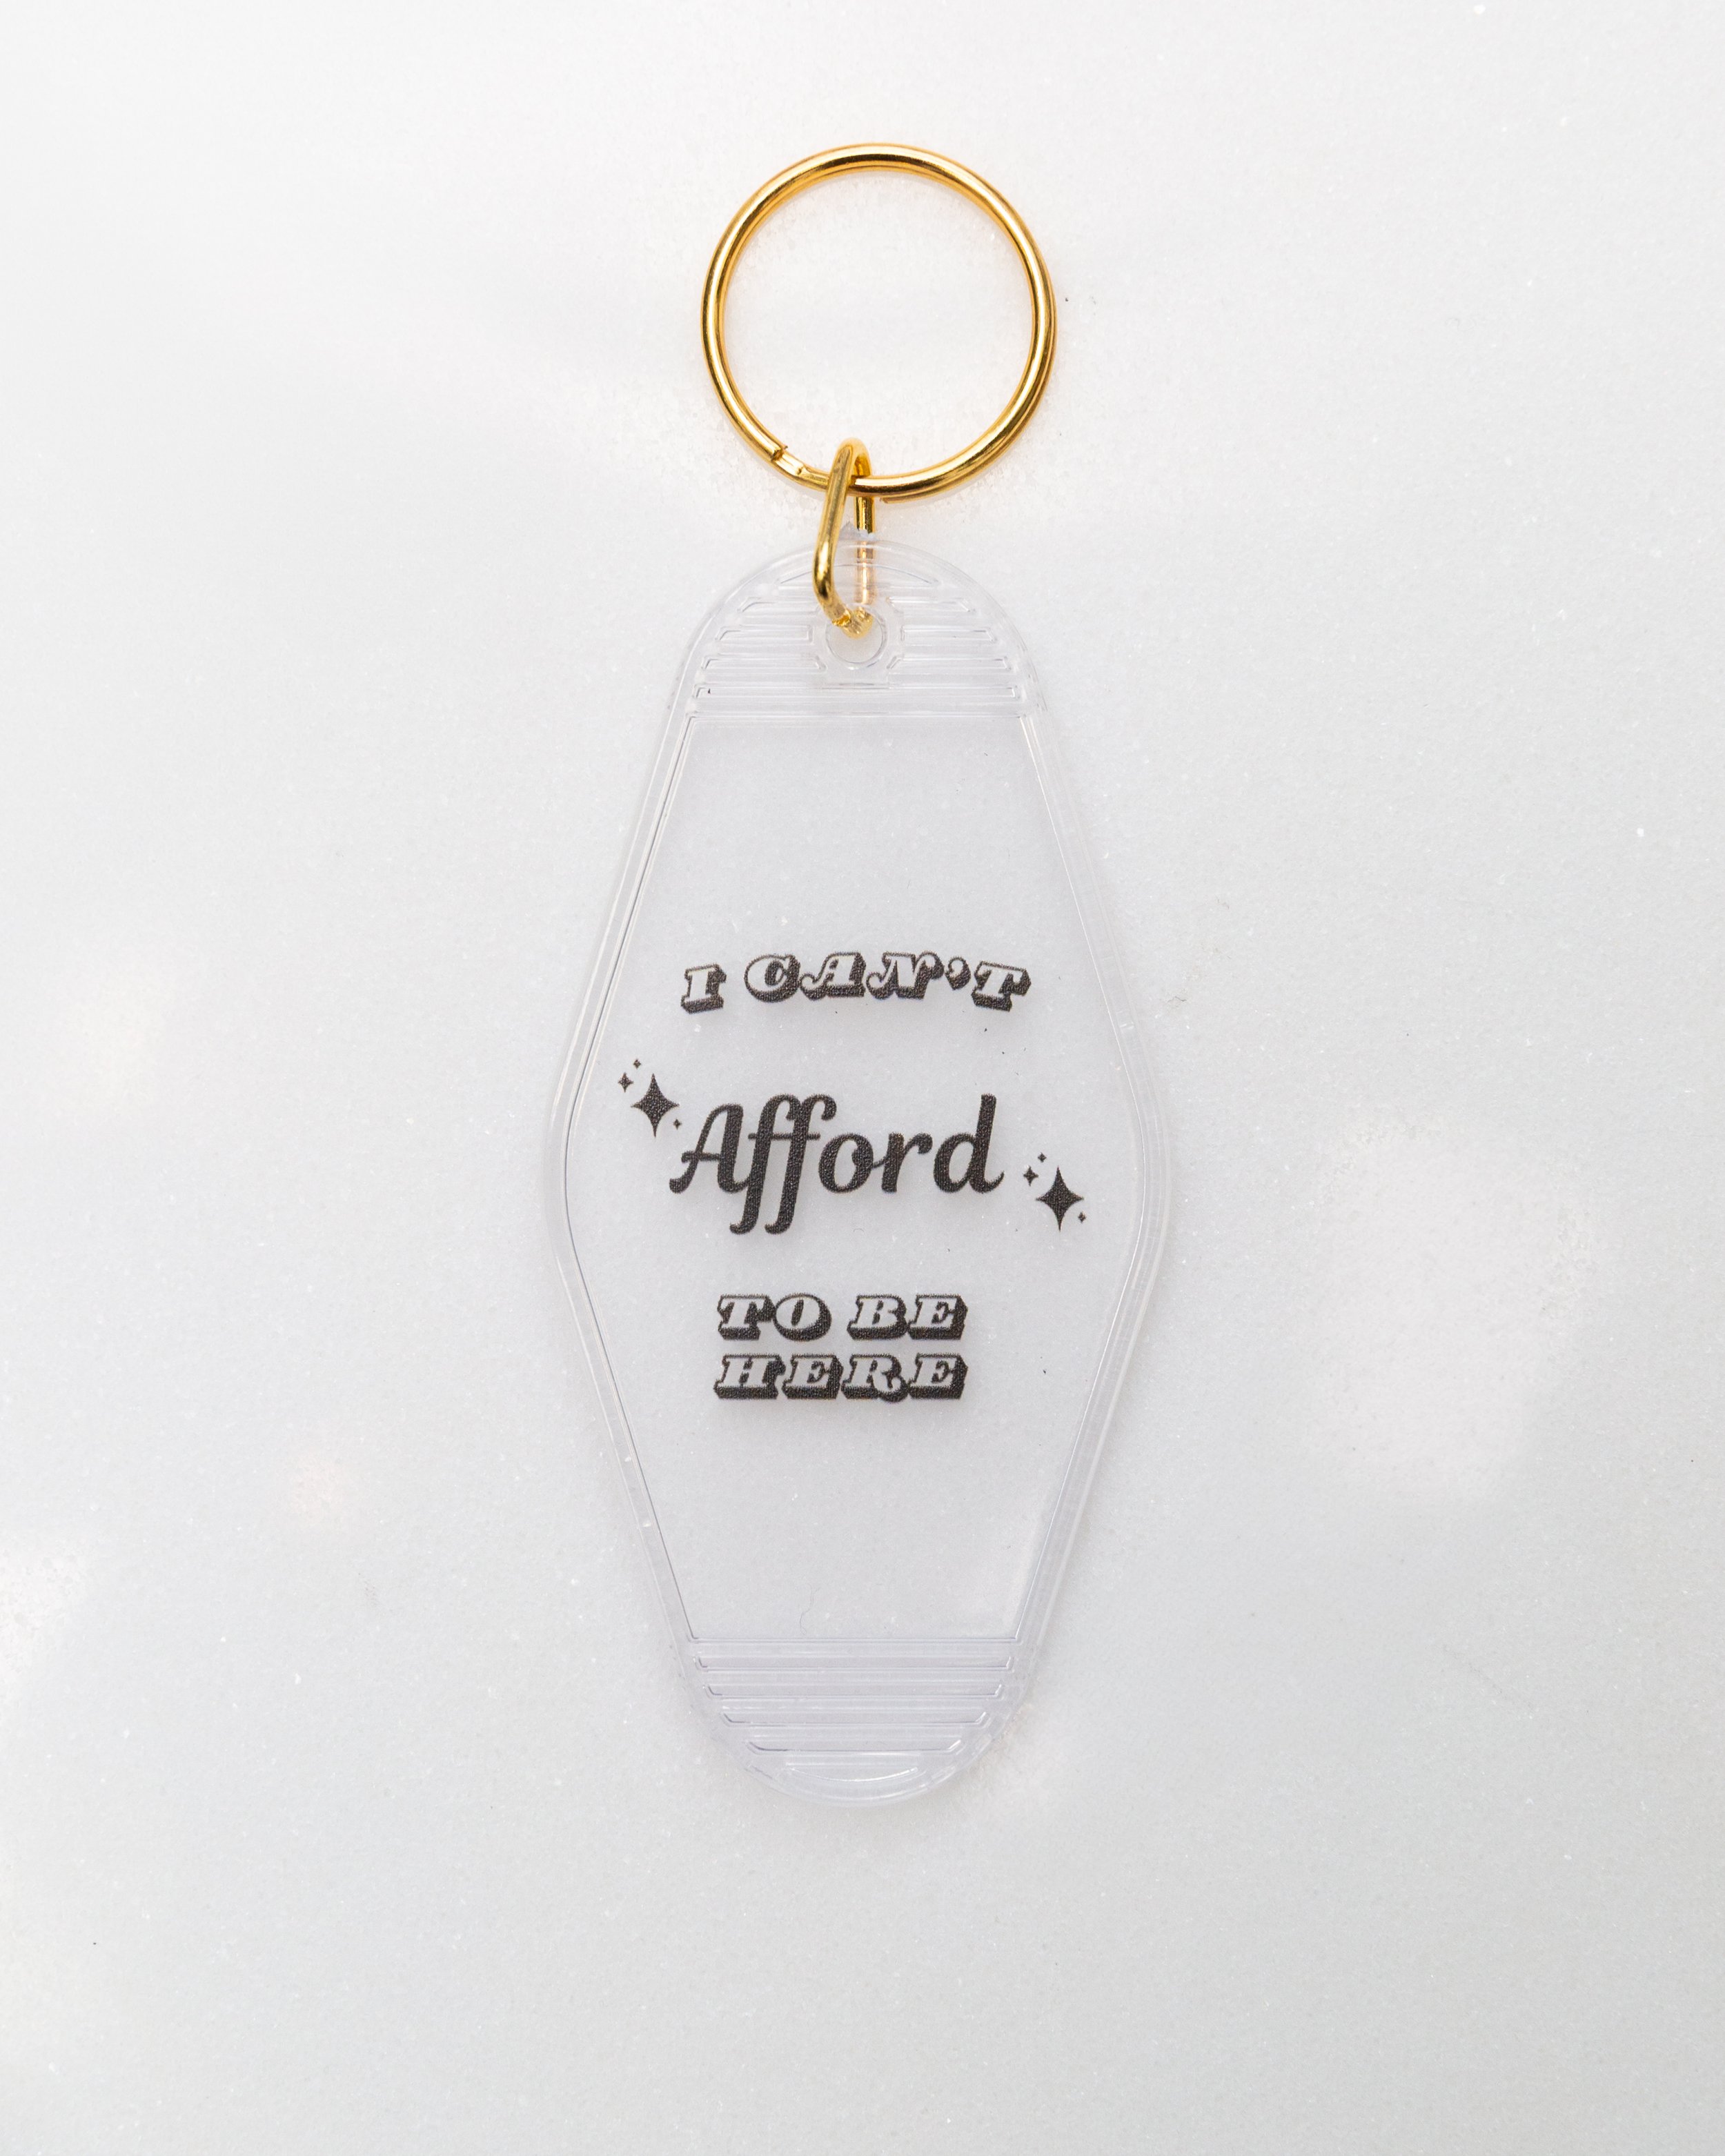 I CAN'T
Afford
TO BE
HERE